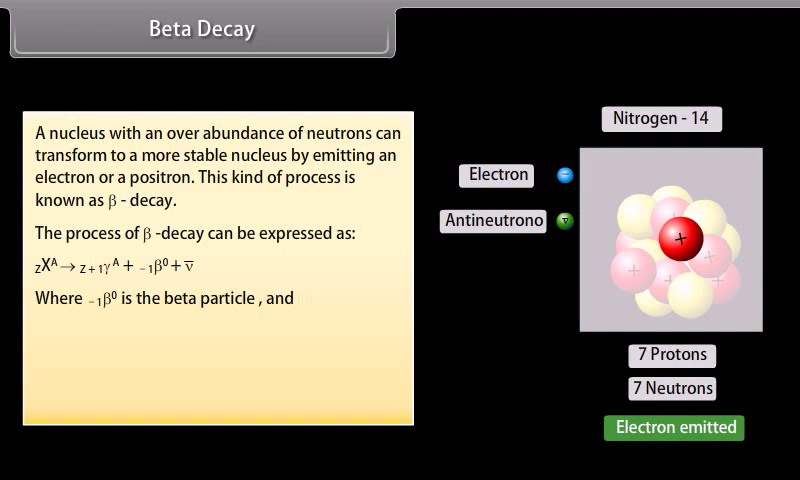 Beta Decay
A nucleus with an over abundance of neutrons can
transform to a more stable nucleus by emitting an
electron or a positron. This kind of process is
known as β - decay.
The process of β -decay can be expressed as:
ZXᴬ → Z+1γᴬ + ₋₁β⁰ + ν̅
Where ₋₁β⁰ is the beta particle , and
Nitrogen - 14
Electron
−
Antineutrono
ν̅
+
+
+
+
+
+
7 Protons
7 Neutrons
Electron emitted